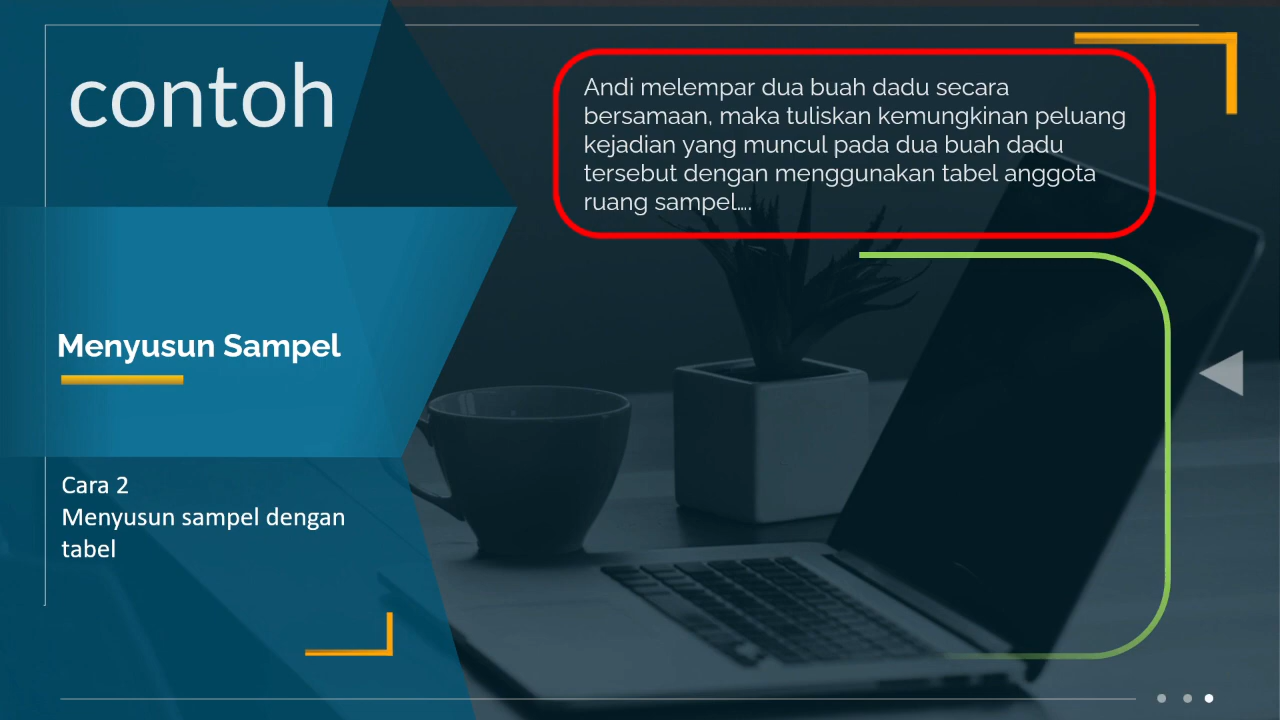 contoh
Andi melempar dua buah dadu secara
bersamaan, maka tuliskan kemungkinan peluang
kejadian yang muncul pada dua buah dadu
tersebut dengan menggunakan tabel anggota
ruang sampel....
Menyusun Sampel
Cara 2
Menyusun sampel dengan
tabel